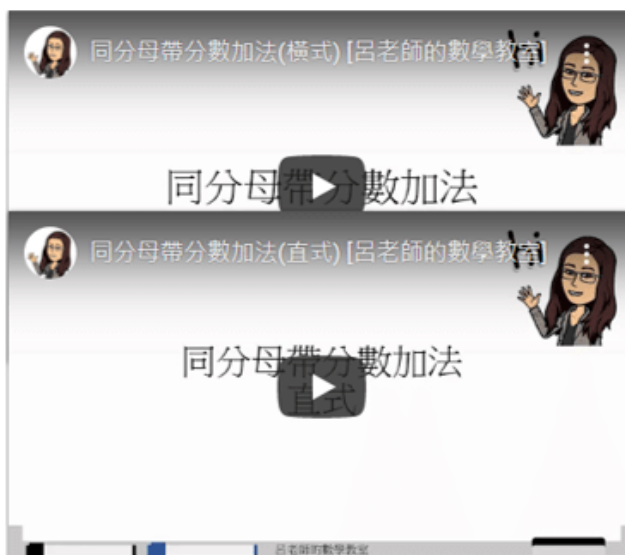 同分母帶分數加法(橫式) [呂老師的數學教室]
Hi
同分母帶分數加法
同分母帶分數加法(直式) [呂老師的數學教室]
Hi
同分母帶分數加法
直式
呂老師的數學教室